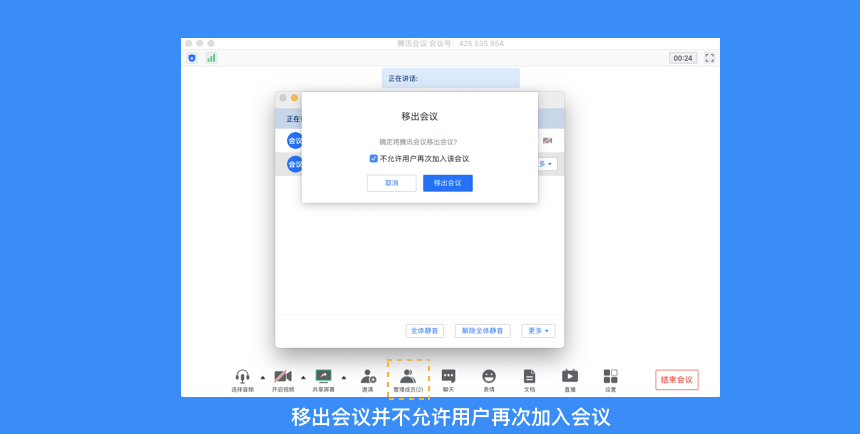 腾讯会议 会议号：425 535 954
00:24
正在讲话:
正在
移出会议
确定将腾讯会议移出会议?
不允许用户再次加入该会议
取消
移出会议
会议
会议
多
全体静音
解除全体静音
更多
选择音频
开启视频
共享屏幕
邀请
管理成员(2)
聊天
表情
文档
直播
设置
结束会议
移出会议并不允许用户再次加入会议